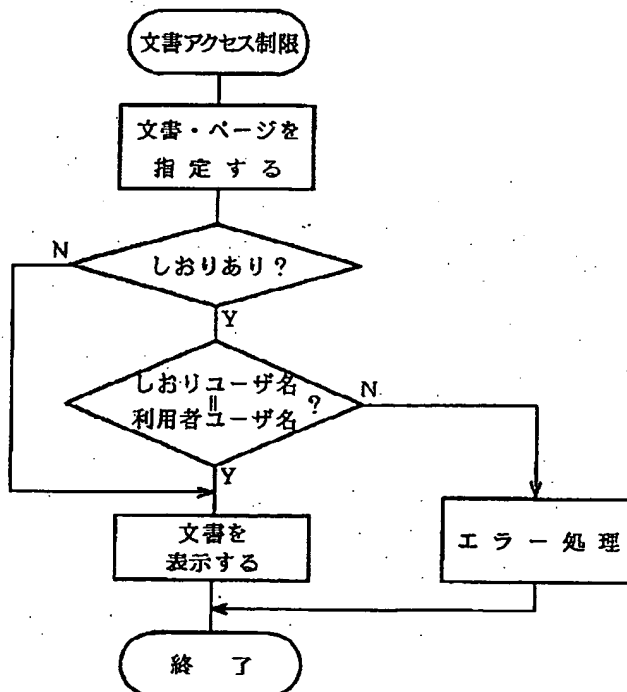 文書アクセス制限
文書・ページを
指定する
N
しおりあり?
Y
しおりユーザ名
‖
利用者ユーザ名
?
N
Y
文書を
表示する
エラー処理
終了